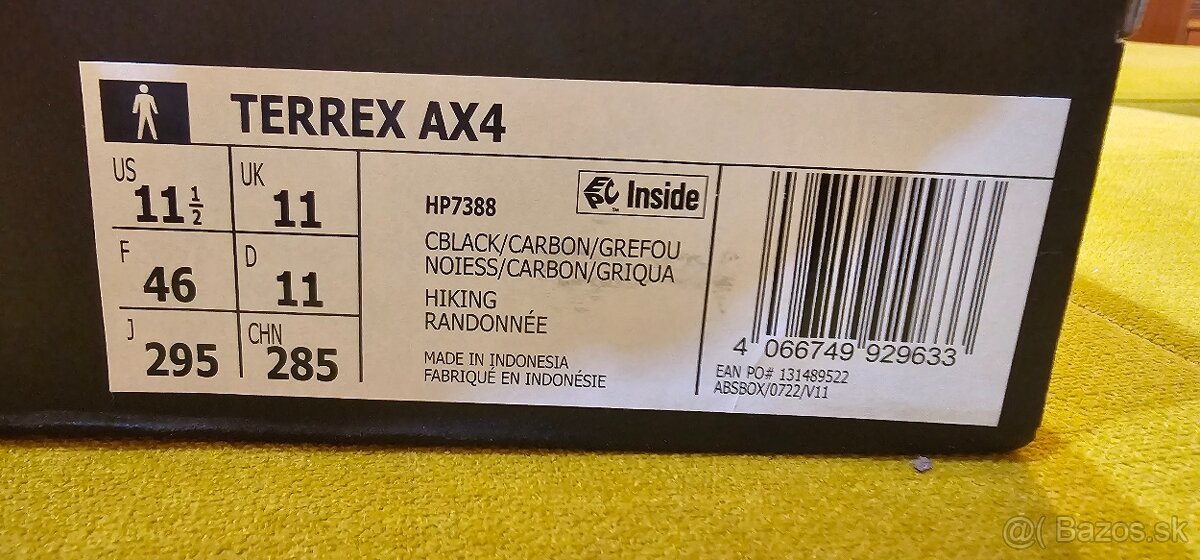 TERREX AX4
US
11 1/2
UK
11
F
46
D
11
J
295
CHN
285
HP7388
Inside
CBLACK/CARBON/GREFOU
NOIESS/CARBON/GRIQUA
HIKING
RANDONNÉE
MADE IN INDONESIA
FABRIQUÉ EN INDONÉSIE
4 066749 929633
EAN PO# 131489522
ABSBOX/0722/V11
@( Bazos.sk